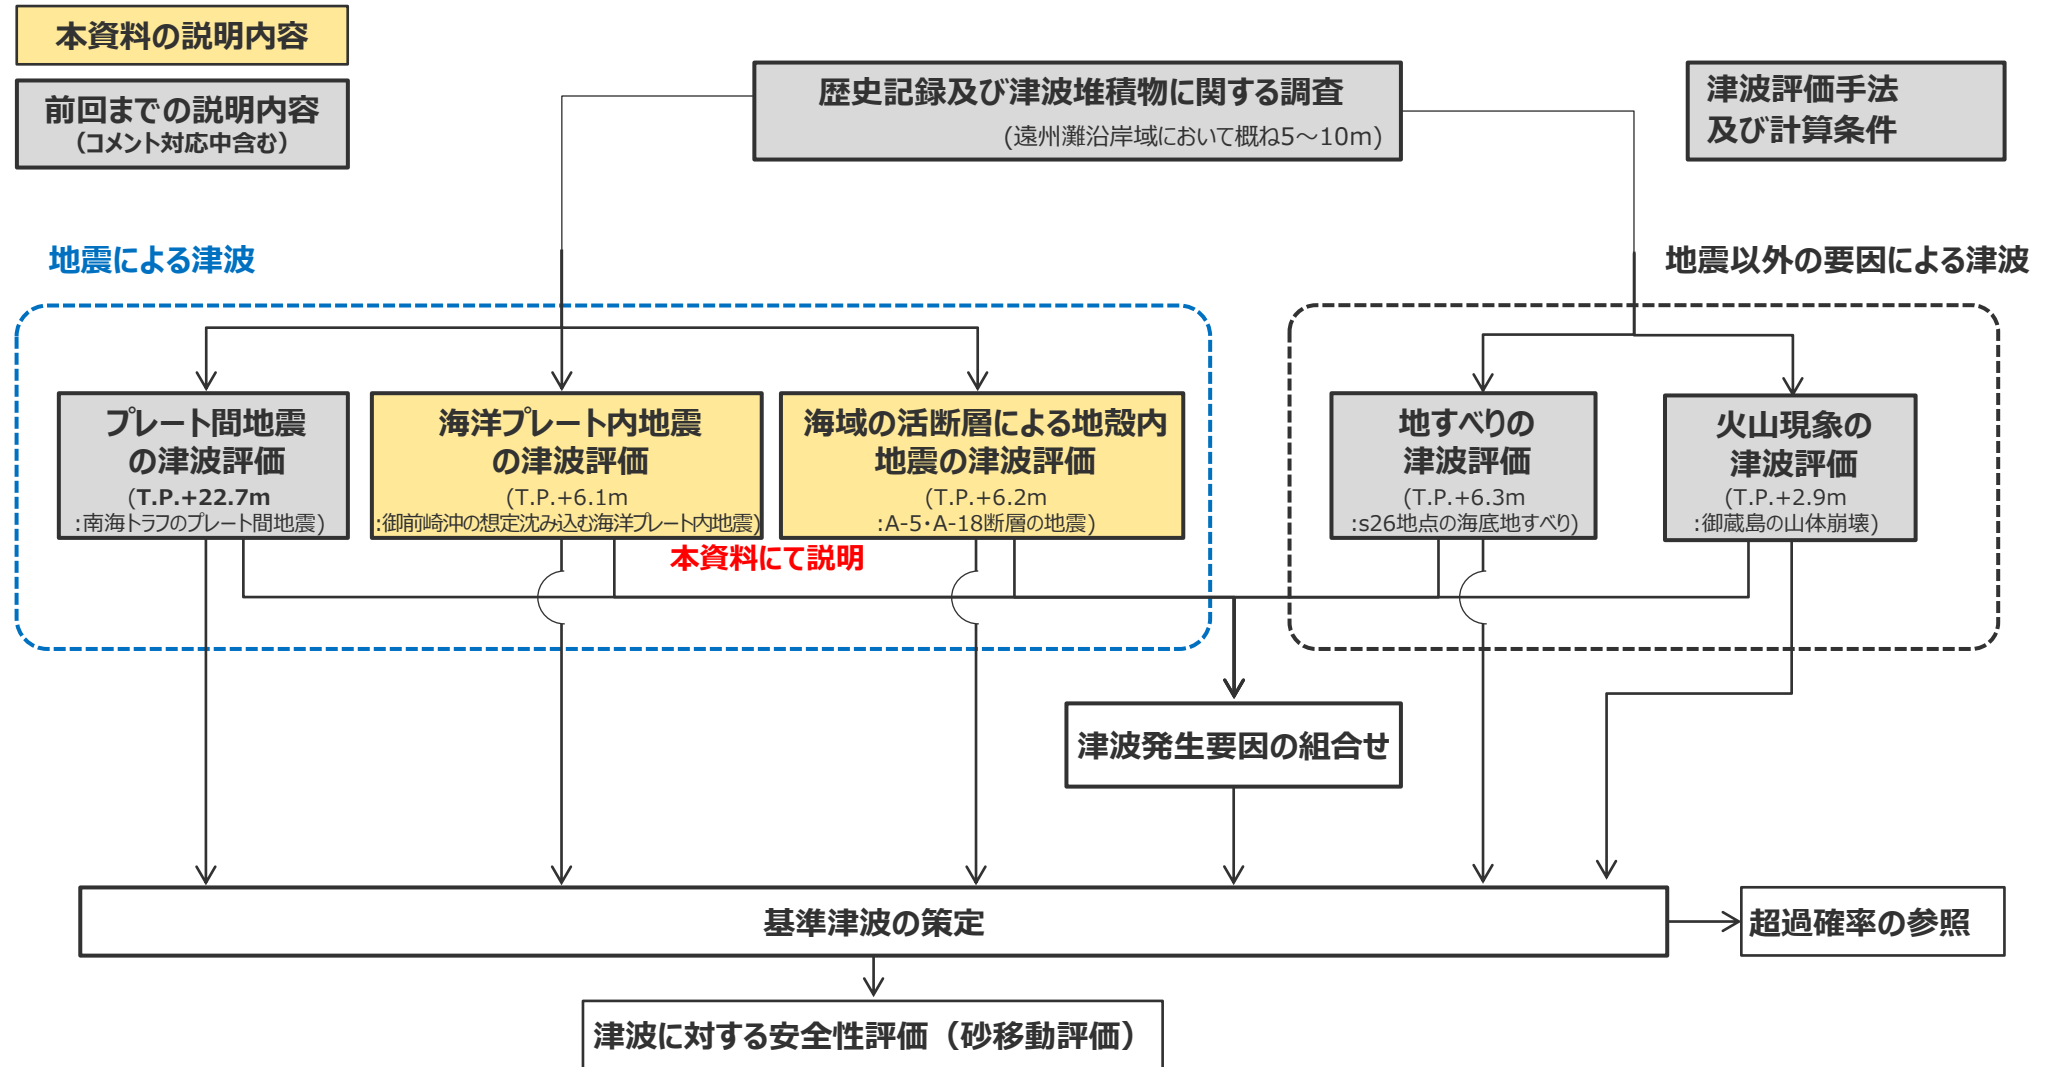 本資料の説明内容
前回までの説明内容
（コメント対応中含む）
歴史記録及び津波堆積物に関する調査
(遠州灘沿岸域において概ね5～10m)
津波評価手法
及び計算条件
地震による津波
地震以外の要因による津波
プレート間地震
の津波評価
(T.P.+22.7m
:南海トラフのプレート間地震)
海洋プレート内地震
の津波評価
(T.P.+6.1m
:御前崎沖の想定沈み込む海洋プレート内地震)
海域の活断層による地殻内
地震の津波評価
(T.P.+6.2m
:A-5・A-18断層の地震)
地すべりの
津波評価
(T.P.+6.3m
:s26地点の海底地すべり)
火山現象の
津波評価
(T.P.+2.9m
:御蔵島の山体崩壊)
本資料にて説明
津波発生要因の組合せ
基準津波の策定
超過確率の参照
津波に対する安全性評価（砂移動評価）